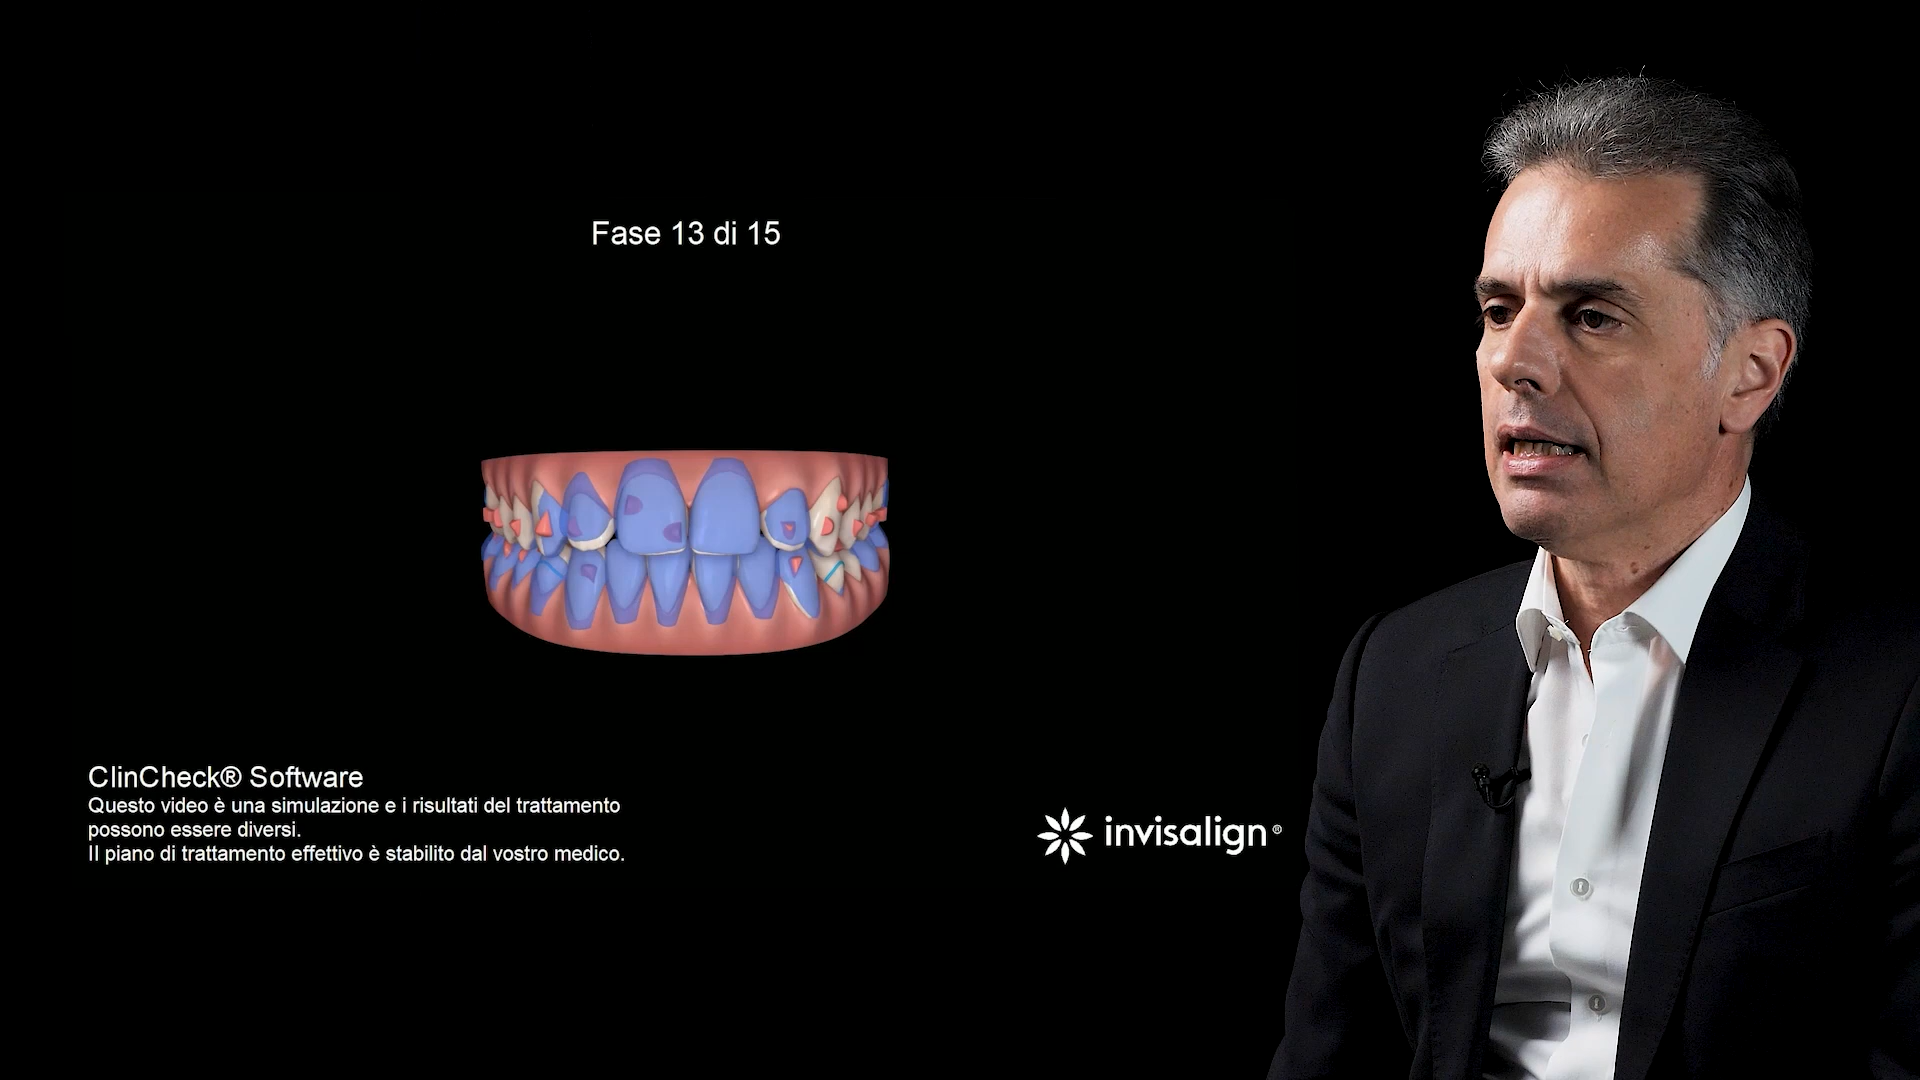 Fase 13 di 15
ClinCheck® Software
Questo video è una simulazione e i risultati del trattamento
possono essere diversi.
Il piano di trattamento effettivo è stabilito dal vostro medico.
invisalign®